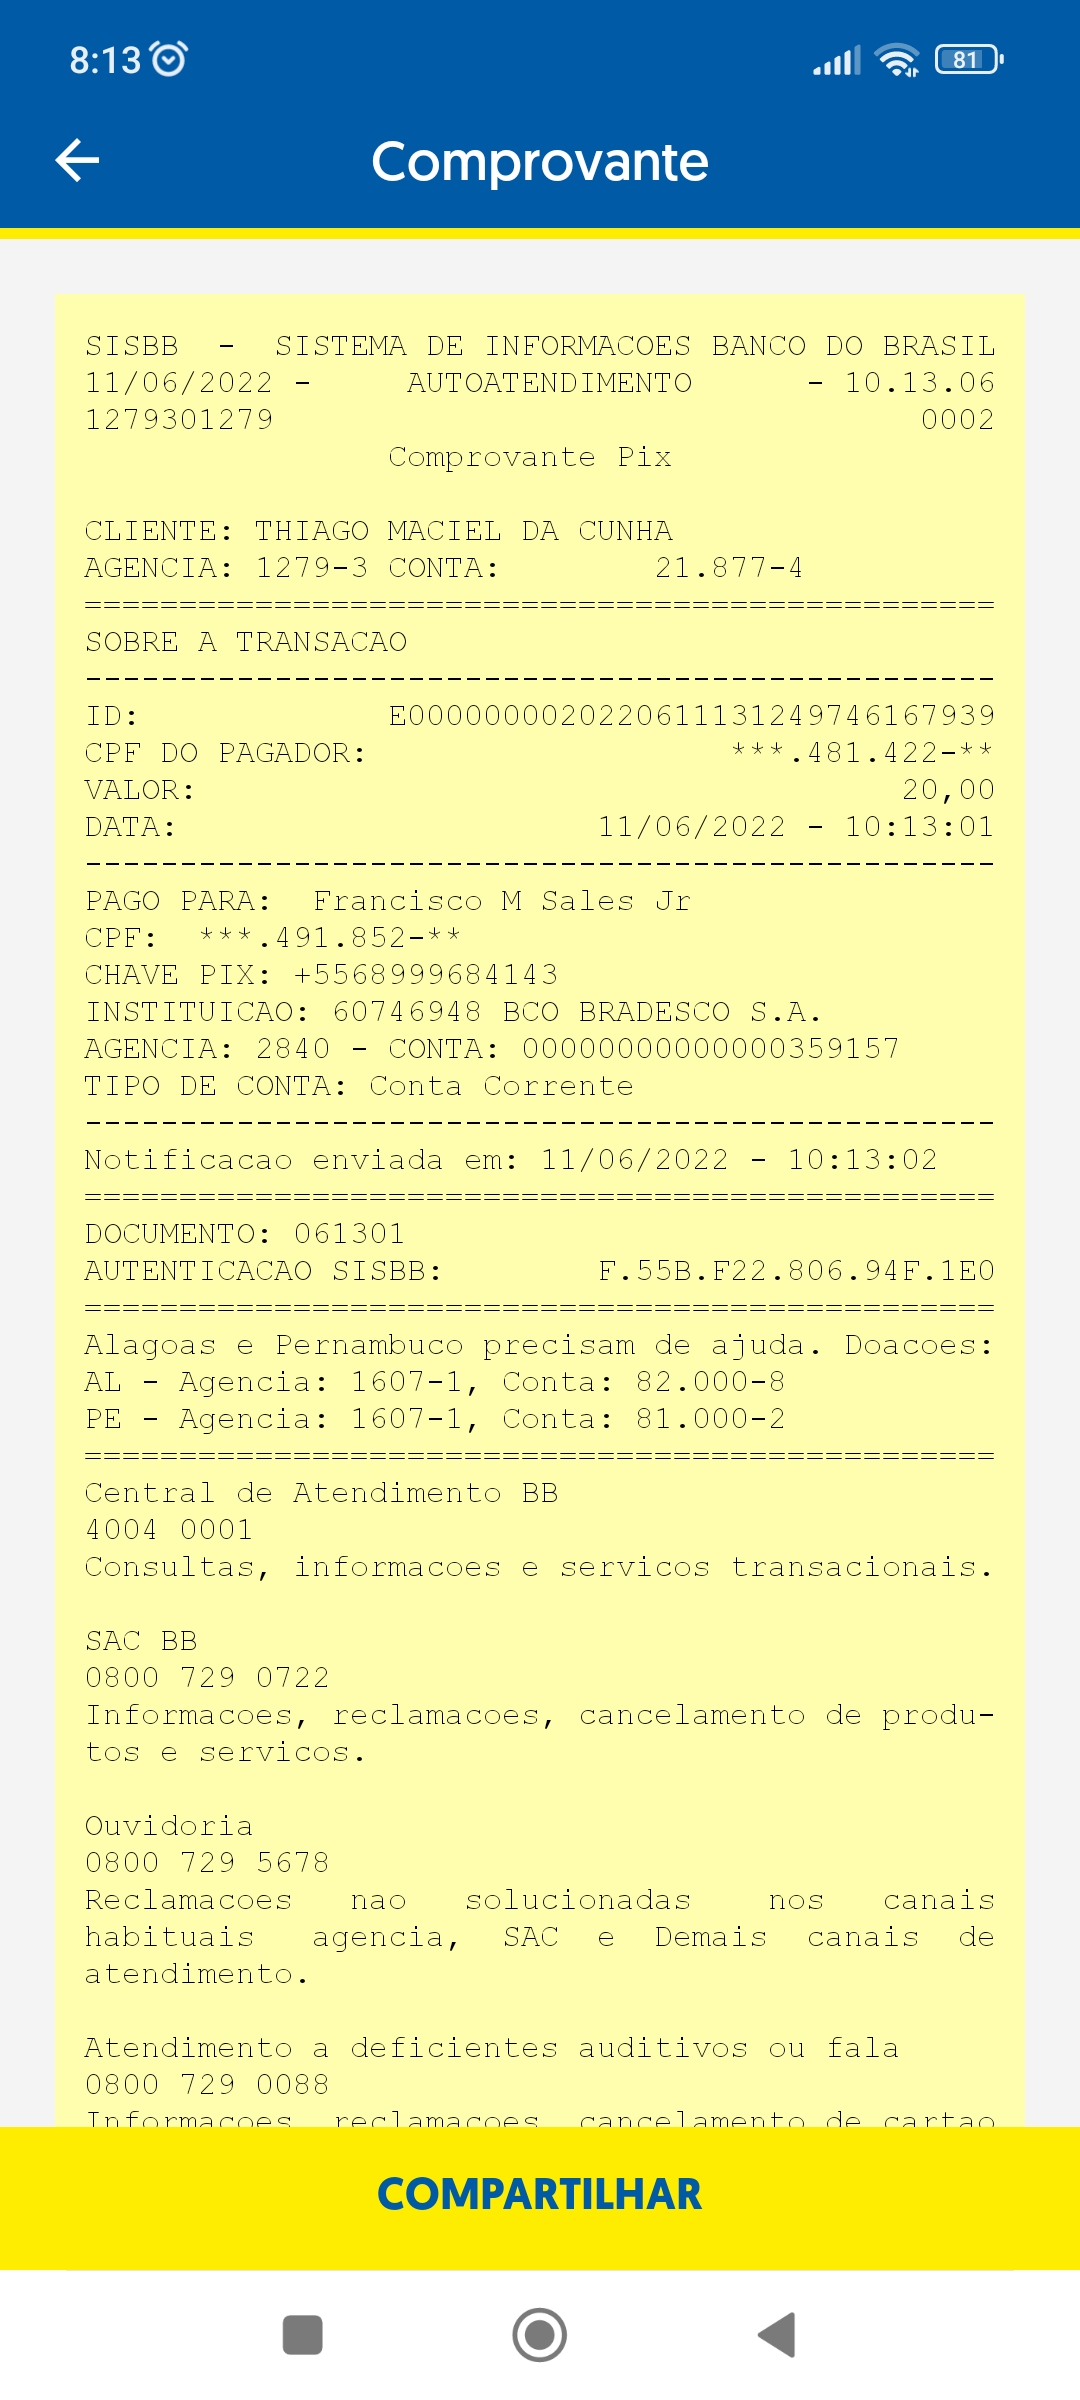 8:13
81
Comprovante
SISBB - SISTEMA DE INFORMACOES BANCO DO BRASIL
11/06/2022 - AUTOATENDIMENTO - 10.13.06
1279301279 0002
Comprovante Pix
CLIENTE: THIAGO MACIEL DA CUNHA
AGENCIA: 1279-3 CONTA: 21.877-4
================================================
SOBRE A TRANSACAO
------------------------------------------------
ID: E00000000202206111131249746167939
CPF DO PAGADOR: ***.481.422-**
VALOR: 20,00
DATA: 11/06/2022 - 10:13:01
------------------------------------------------
PAGO PARA: Francisco M Sales Jr
CPF: ***.491.852-**
CHAVE PIX: +5568999684143
INSTITUICAO: 60746948 BCO BRADESCO S.A.
AGENCIA: 2840 - CONTA: 00000000000000359157
TIPO DE CONTA: Conta Corrente
------------------------------------------------
Notificacao enviada em: 11/06/2022 - 10:13:02
================================================
DOCUMENTO: 061301
AUTENTICACAO SISBB: F.55B.F22.806.94F.1E0
================================================
Alagoas e Pernambuco precisam de ajuda. Doacoes:
AL - Agencia: 1607-1, Conta: 82.000-8
PE - Agencia: 1607-1, Conta: 81.000-2
================================================
Central de Atendimento BB
4004 0001
Consultas, informacoes e servicos transacionais.
SAC BB
0800 729 0722
Informacoes, reclamacoes, cancelamento de produ-
tos e servicos.
Ouvidoria
0800 729 5678
Reclamacoes nao solucionadas nos canais
habituais agencia, SAC e Demais canais de
atendimento.
Atendimento a deficientes auditivos ou fala
0800 729 0088
Informacoes, reclamacoes, cancelamento de cartao
COMPARTILHAR